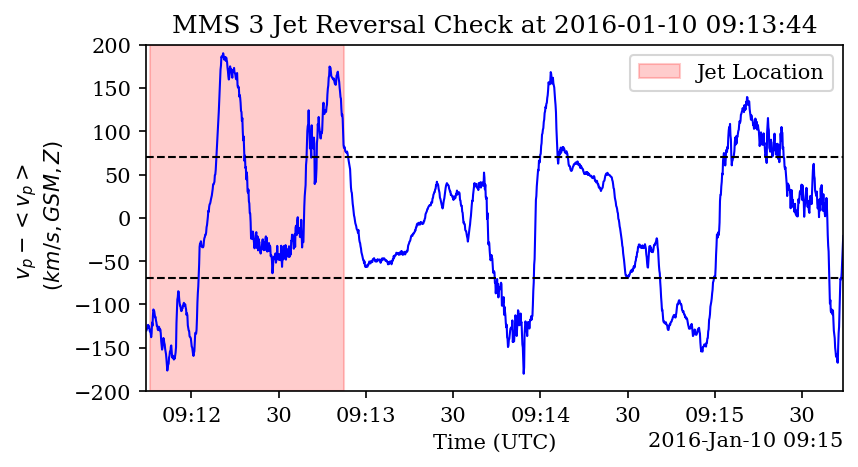 MMS 3 Jet Reversal Check at 2016-01-10 09:13:44
200
150
100
50
0
−50
−100
−150
−200
v_p − <v_p>
(km/s, GSM, Z)
Jet Location
09:12 30 09:13 30 09:14 30 09:15 30
Time (UTC)
2016-Jan-10 09:15